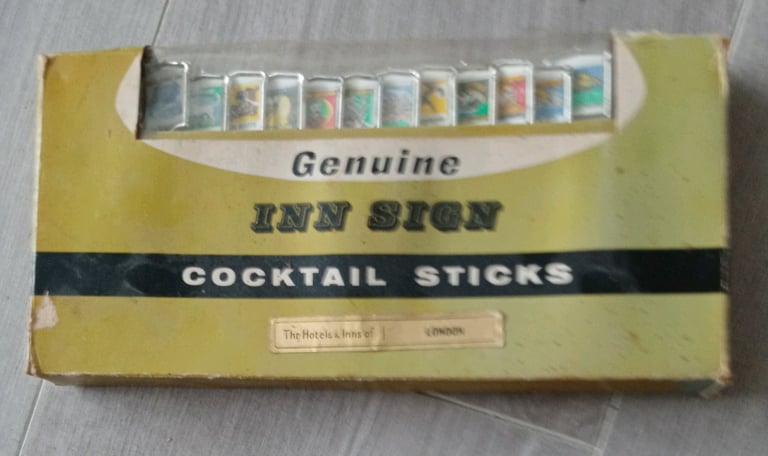 Genuine
INN SIGN
COCKTAIL STICKS
The Hotels & Inns of LONDON